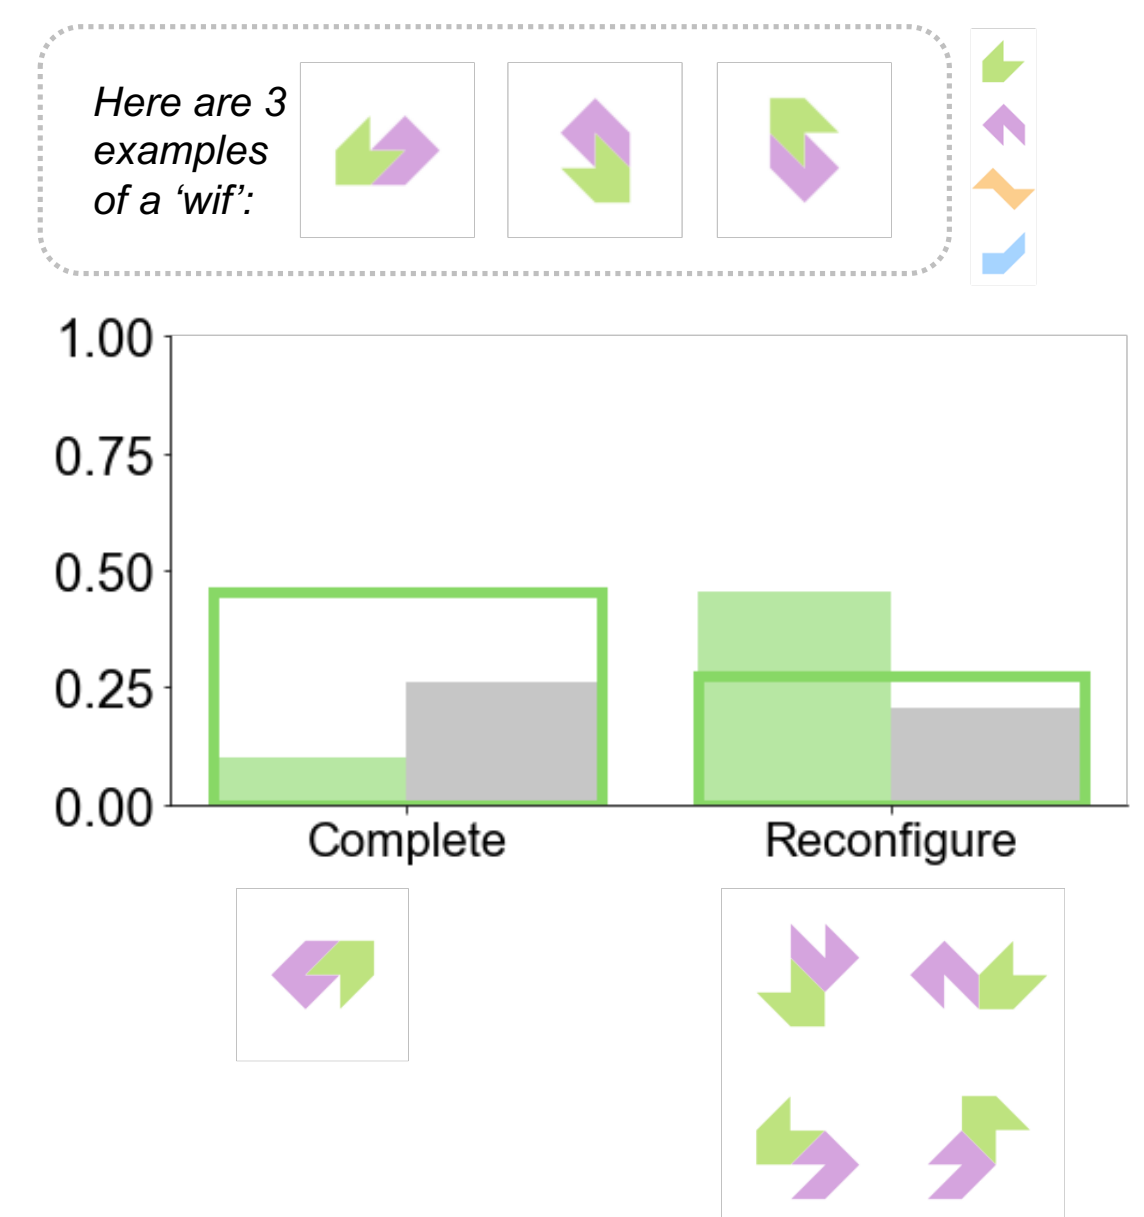 Here are 3
examples
of a ‘wif’:
1.00
0.75
0.50
0.25
0.00
Complete
Reconfigure